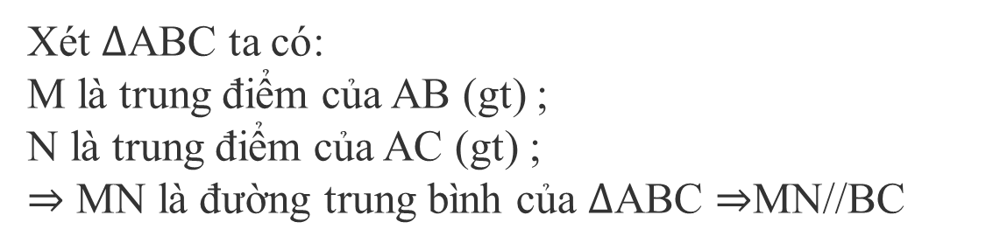 Xét ΔABC ta có:
M là trung điểm của AB (gt) ;
N là trung điểm của AC (gt) ;
⇒ MN là đường trung bình của ΔABC ⇒MN//BC